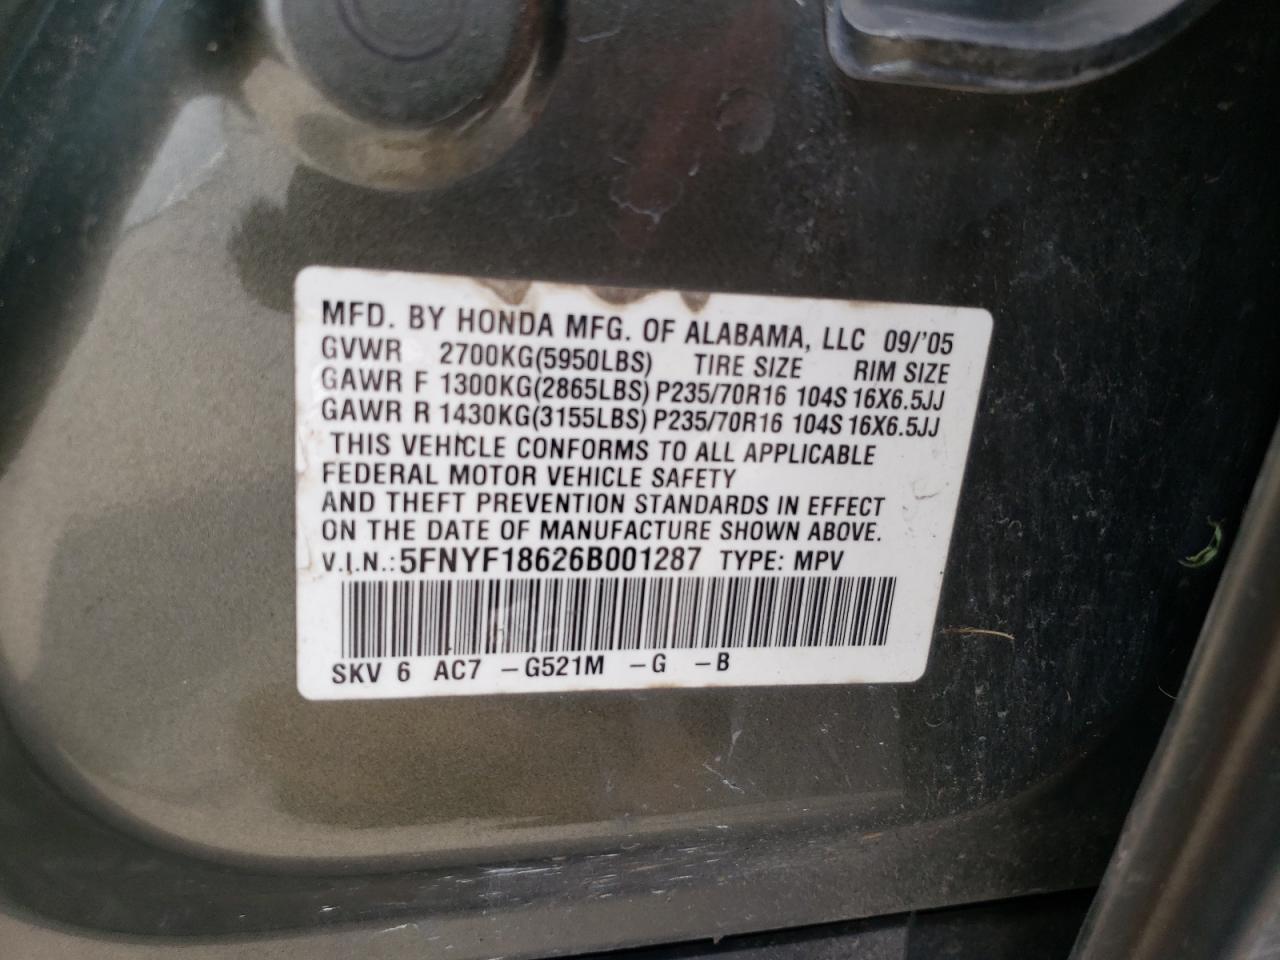 MFD. BY HONDA MFG. OF ALABAMA, LLC 09/'05
GVWR 2700KG(5950LBS) TIRE SIZE RIM SIZE
GAWR F 1300KG(2865LBS) P235/70R16 104S 16X6.5JJ
GAWR R 1430KG(3155LBS) P235/70R16 104S 16X6.5JJ
THIS VEHICLE CONFORMS TO ALL APPLICABLE
FEDERAL MOTOR VEHICLE SAFETY
AND THEFT PREVENTION STANDARDS IN EFFECT
ON THE DATE OF MANUFACTURE SHOWN ABOVE.
V.I.N.: 5FNYF18626B001287 TYPE: MPV
SKV 6 AC7 -G521M -G -B